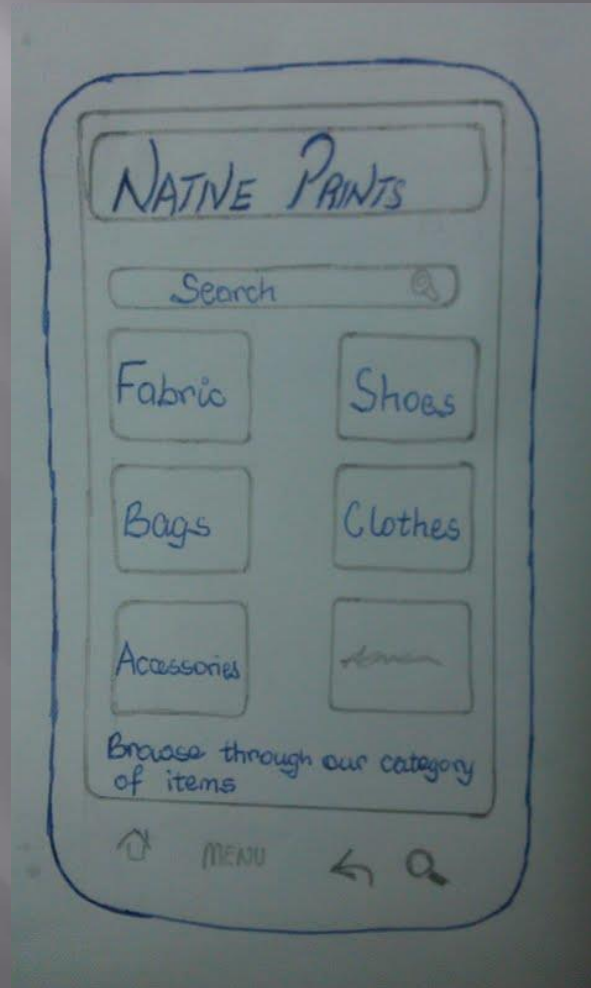 NATIVE PRINTS
Search
Fabric
Shoes
Bags
Clothes
Accessories
Browse through our category
of items
MENU